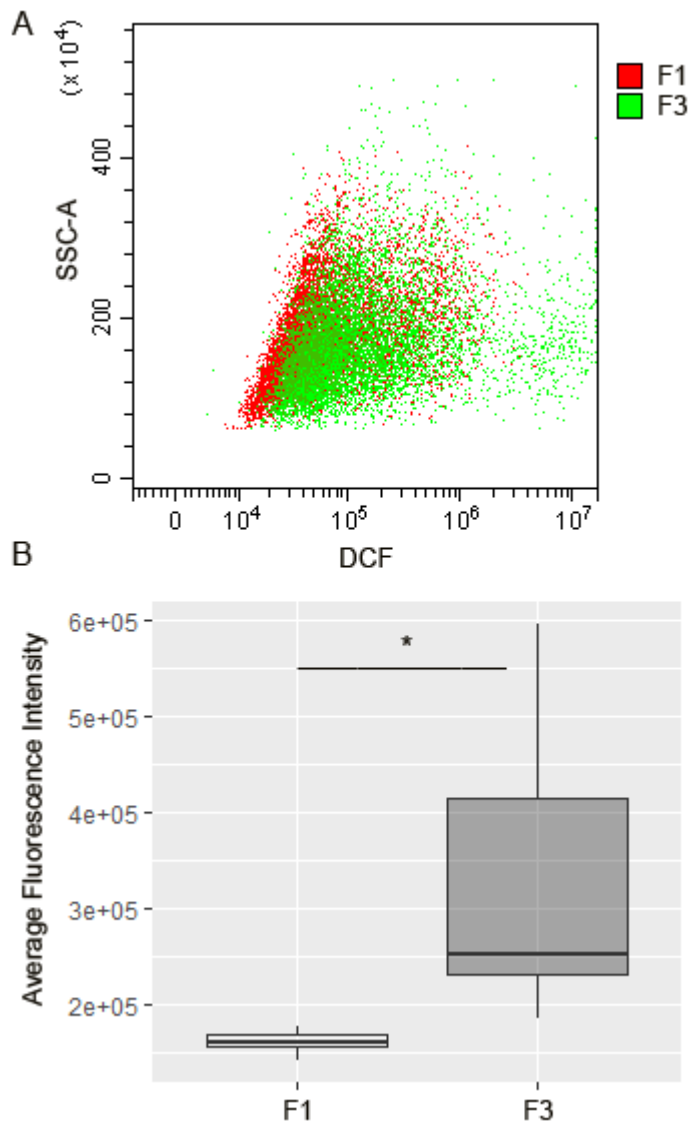 A
F1
F3
(x10⁴)
SSC-A
400
200
0
0 10⁴ 10⁵ 10⁶ 10⁷
DCF
B
Average Fluorescence Intensity
6e+05
5e+05
4e+05
3e+05
2e+05
*
F1 F3